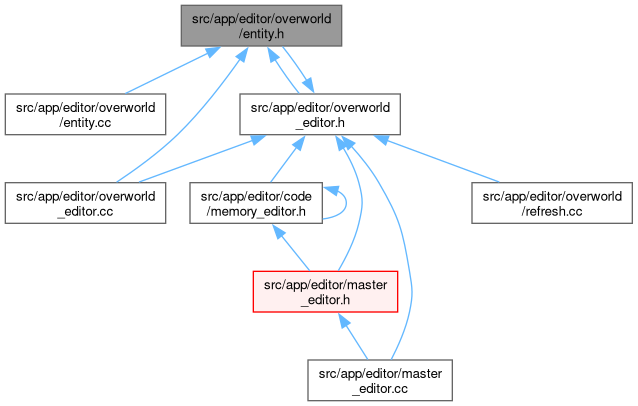 src/app/editor/overworld
/entity.h
src/app/editor/overworld
/entity.cc
src/app/editor/overworld
_editor.h
src/app/editor/overworld
_editor.cc
src/app/editor/code
/memory_editor.h
src/app/editor/overworld
/refresh.cc
src/app/editor/master
_editor.h
src/app/editor/master
_editor.cc